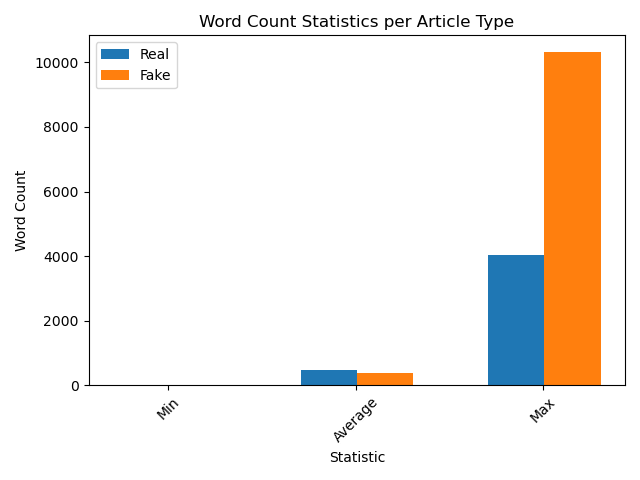 Word Count Statistics per Article Type
Real
Fake
Word Count
10000
8000
6000
4000
2000
0
Min
Average
Max
Statistic